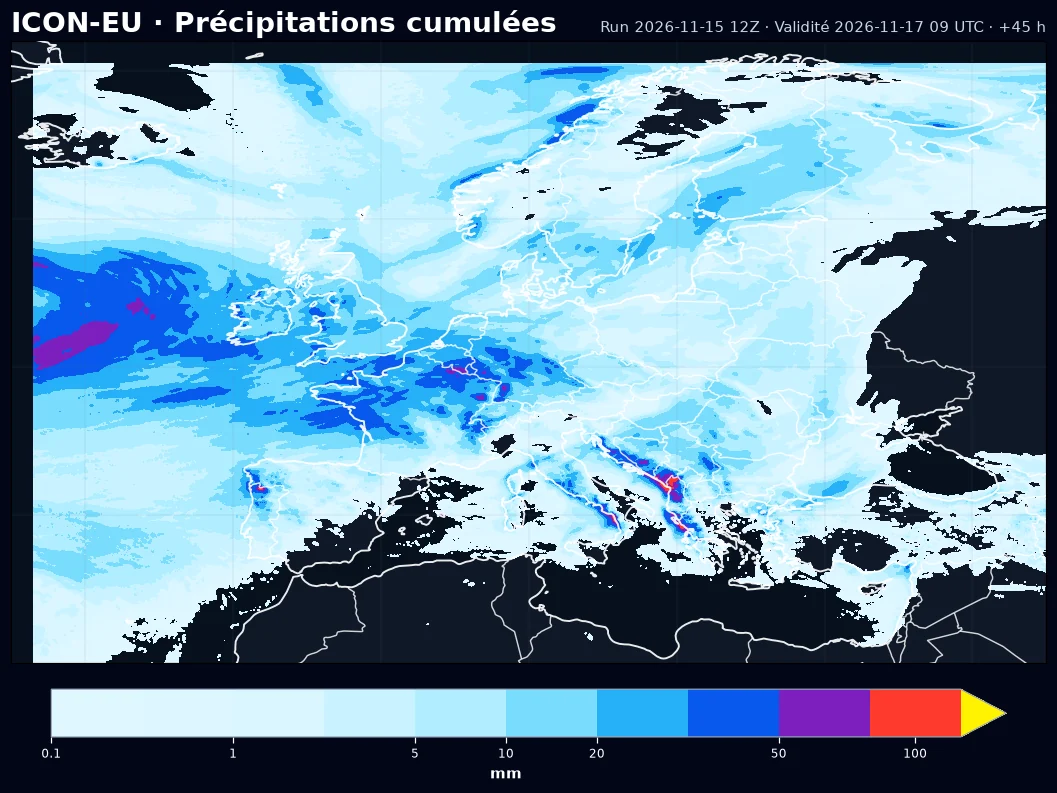 ICON-EU · Précipitations cumulées
Run 2026-11-15 12Z · Validité 2026-11-17 09 UTC · +45 h
0.1 1 5 10 20 50 100
mm